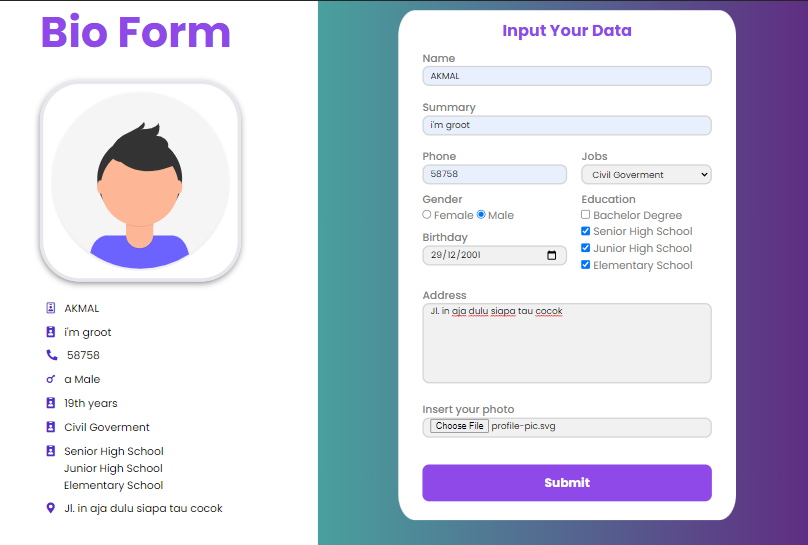 Bio Form
AKMAL
i'm groot
58758
a Male
19th years
Civil Goverment
Senior High School
Junior High School
Elementary School
Jl. in aja dulu siapa tau cocok
Input Your Data
Name
AKMAL
Summary
i'm groot
Phone
Jobs
58758
Civil Goverment
Gender
Education
Female Male
Bachelor Degree
Senior High School
Birthday
Junior High School
29/12/2001
Elementary School
Address
Jl. in aja dulu siapa tau cocok
Insert your photo
Choose File profile-pic.svg
Submit